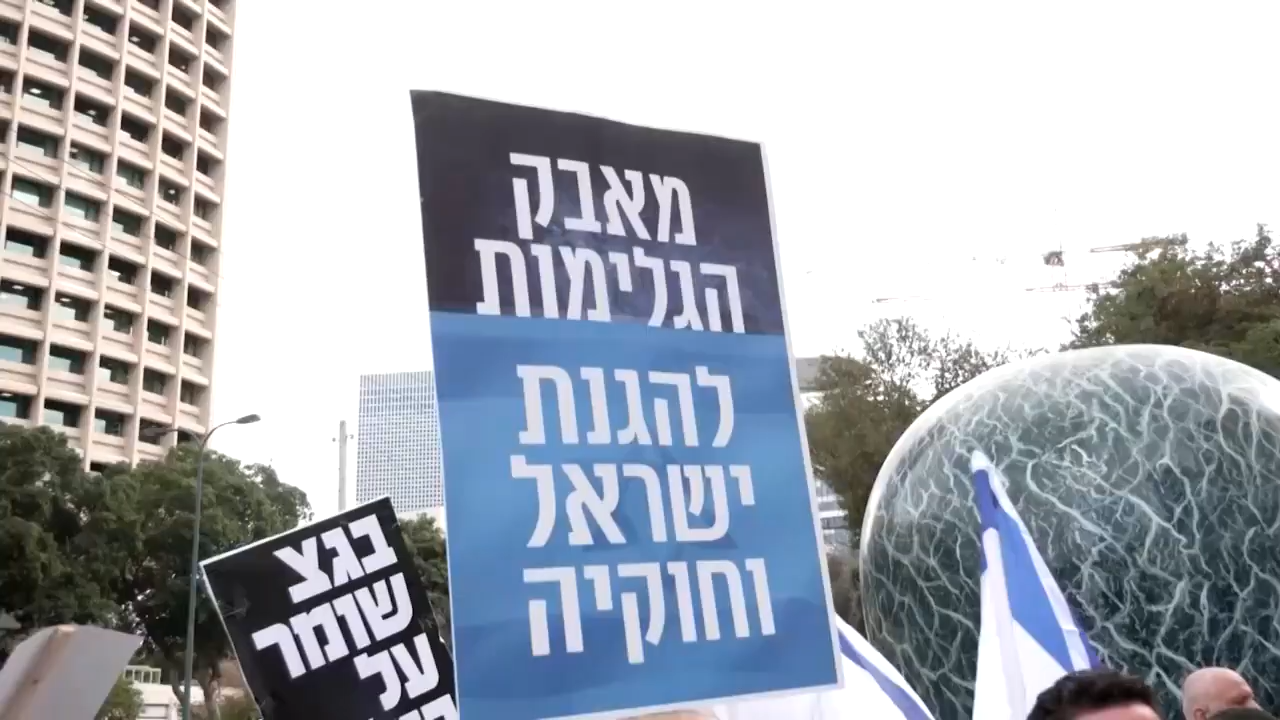 מאבק
הגלימות
להגנת
ישראל
וחוקיה
בגצ
שומר
על